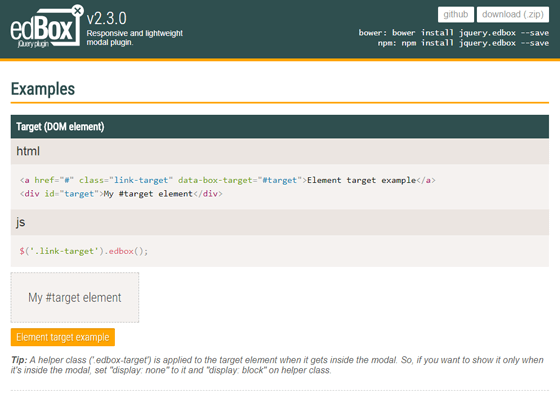 edBox
jQuery plugin
v2.3.0
Responsive and lightweight
modal plugin.
github
download (.zip)
bower: bower install jquery.edbox --save
npm: npm install jquery.edbox --save
Examples
Target (DOM element)
html
<a href="#" class="link-target" data-box-target="#target">Element target example</a>
<div id="target">My #target element</div>
js
$('.link-target').edbox();
My #target element
Element target example
Tip: A helper class ('.edbox-target') is applied to the target element when it gets inside the modal. So, if you want to show it only when
it's inside the modal, set "display: none" to it and "display: block" on helper class.